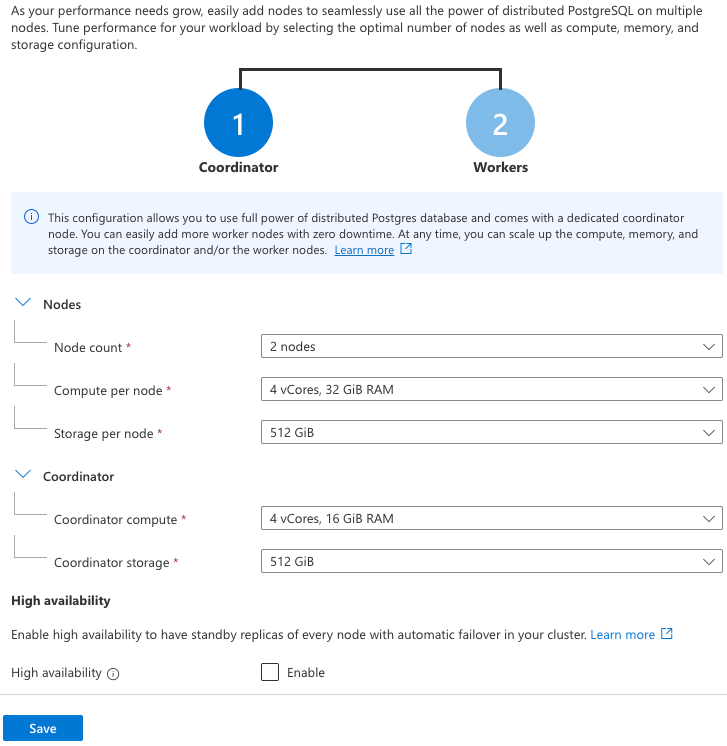 As your performance needs grow, easily add nodes to seamlessly use all the power of distributed PostgreSQL on multiple
nodes. Tune performance for your workload by selecting the optimal number of nodes as well as compute, memory, and
storage configuration.
1
2
Coordinator
Workers
This configuration allows you to use full power of distributed Postgres database and comes with a dedicated coordinator
node. You can easily add more worker nodes with zero downtime. At any time, you can scale up the compute, memory, and
storage on the coordinator and/or the worker nodes. Learn more
Nodes
Node count *
2 nodes
Compute per node *
4 vCores, 32 GiB RAM
Storage per node *
512 GiB
Coordinator
Coordinator compute *
4 vCores, 16 GiB RAM
Coordinator storage *
512 GiB
High availability
Enable high availability to have standby replicas of every node with automatic failover in your cluster. Learn more
High availability
Enable
Save